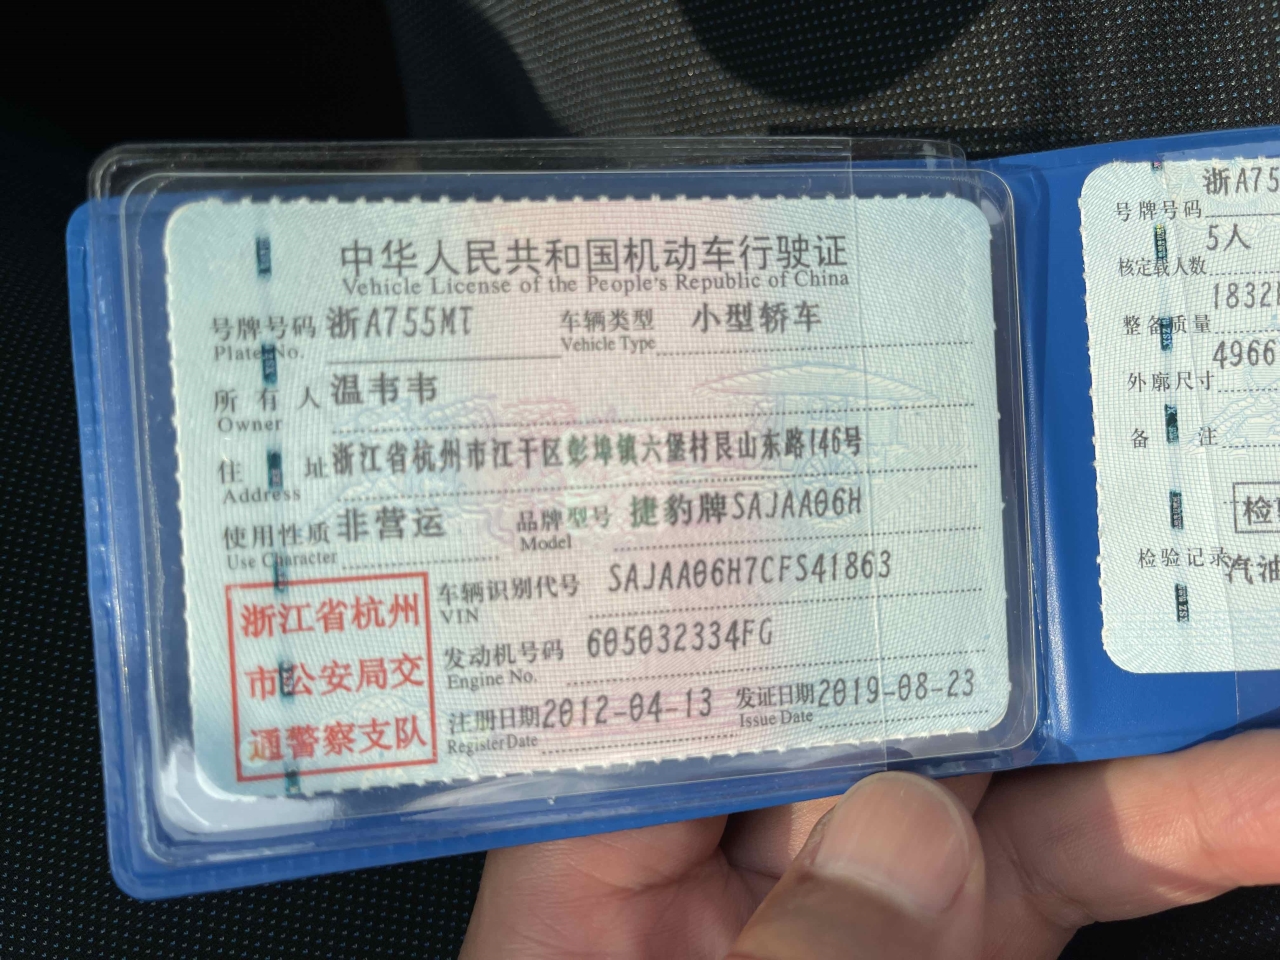 中华人民共和国机动车行驶证
Vehicle License of the People's Republic of China
号牌号码 浙A755MT 车辆类型 小型轿车
Plate No. Vehicle Type
所有人 温韦韦
Owner
住址 浙江省杭州市江干区彭埠镇六堡村艮山东路146号
Address
使用性质 非营运 品牌型号 捷豹牌SAJAA06H
Use Character Model
车辆识别代号 SAJAA06H7CFS41863
VIN
发动机号码 605032334FG
Engine No.
注册日期 2012-04-13 发证日期 2019-08-23
Register Date Issue Date
浙江省杭州
市公安局交
通警察支队
号牌号码 浙A75
核定载人数 5人
整备质量 1832
外廓尺寸 4966
备注
检
检验记录 汽油